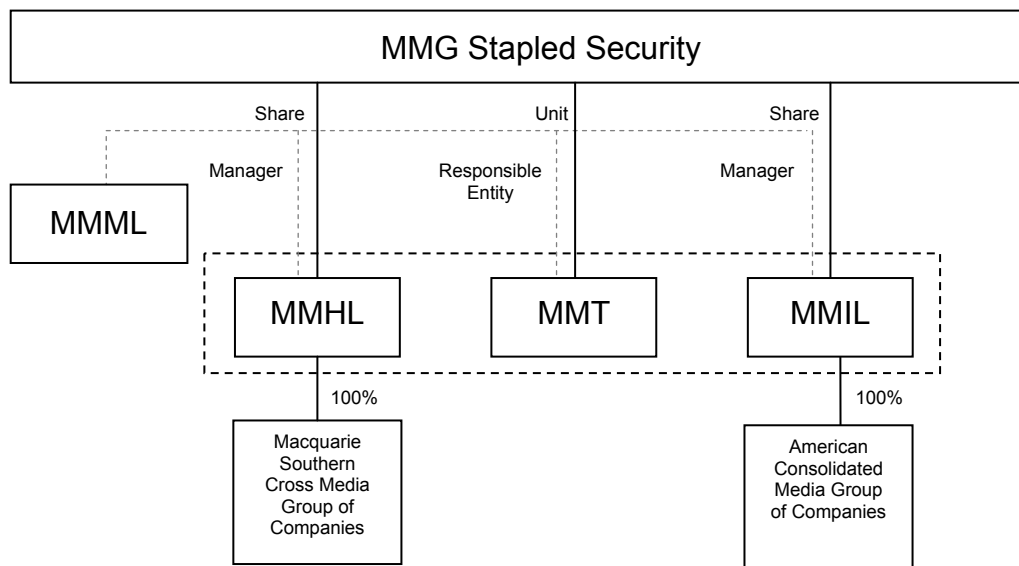 MMG Stapled Security
Share
Unit
Share
Manager
Responsible
Entity
Manager
MMML
MMHL
MMT
MMIL
100%
100%
Macquarie
Southern
Cross Media
Group of
Companies
American
Consolidated
Media Group
of Companies